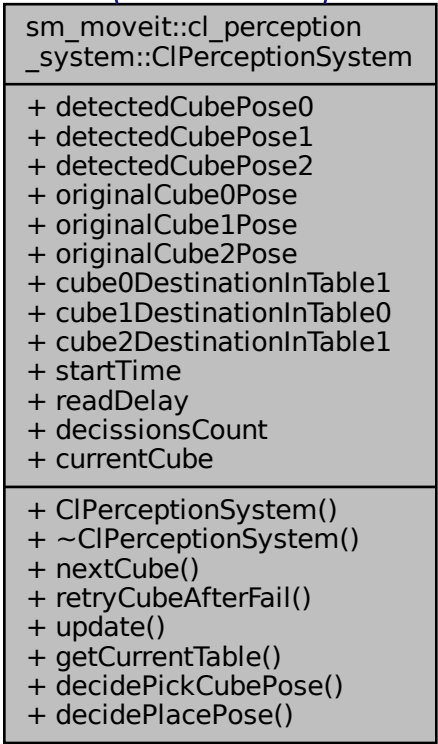 sm_moveit::cl_perception
_system::ClPerceptionSystem
+ detectedCubePose0
+ detectedCubePose1
+ detectedCubePose2
+ originalCube0Pose
+ originalCube1Pose
+ originalCube2Pose
+ cube0DestinationInTable1
+ cube1DestinationInTable0
+ cube2DestinationInTable1
+ startTime
+ readDelay
+ decissionsCount
+ currentCube
+ ClPerceptionSystem()
+ ~ClPerceptionSystem()
+ nextCube()
+ retryCubeAfterFail()
+ update()
+ getCurrentTable()
+ decidePickCubePose()
+ decidePlacePose()